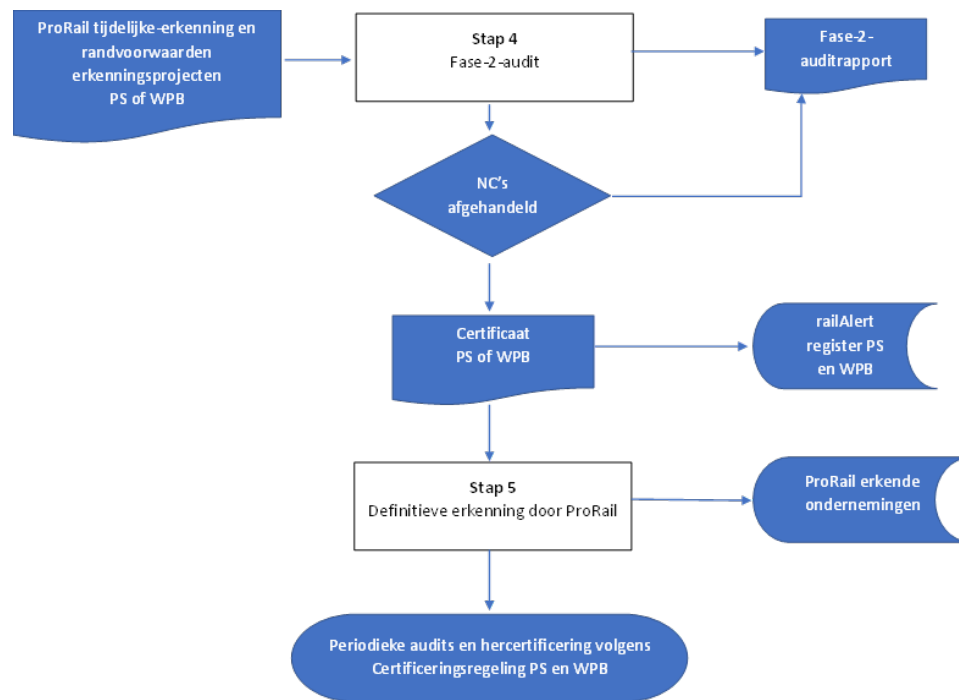 ProRail tijdelijke-erkenning en
randvoorwaarden
erkenningsprojecten
PS of WPB
Stap 4
Fase-2-audit
Fase-2-
auditrapport
NC's
afgehandeld
Certificaat
PS of WPB
railAlert
register PS
en WPB
Stap 5
Definitieve erkenning door ProRail
ProRail erkende
ondernemingen
Periodieke audits en hercertificering volgens
Certificeringsregeling PS en WPB